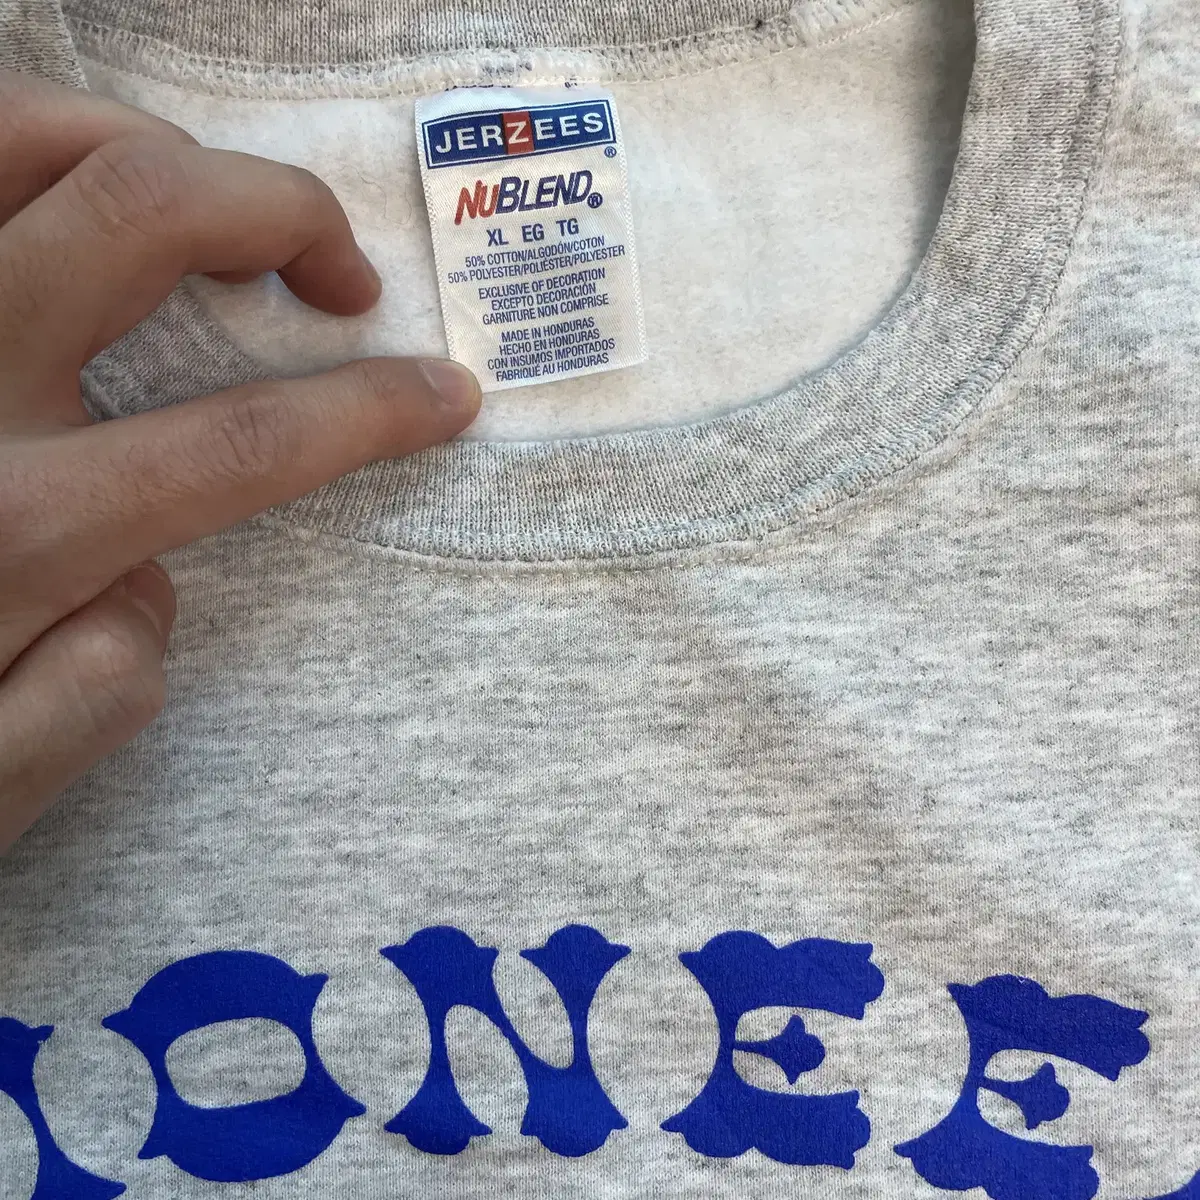 JERZEES
®
NUBLEND®
XL EG TG
50% COTTON/ALGODÓN/COTON
50% POLYESTER/POLIÉSTER/POLYESTER
EXCLUSIVE OF DECORATION
EXCEPTO DECORACIÓN
GARNITURE NON COMPRISE
MADE IN HONDURAS
HECHO EN HONDURAS
CON INSUMOS IMPORTADOS
FABRIQUÉ AU HONDURAS
ONEE